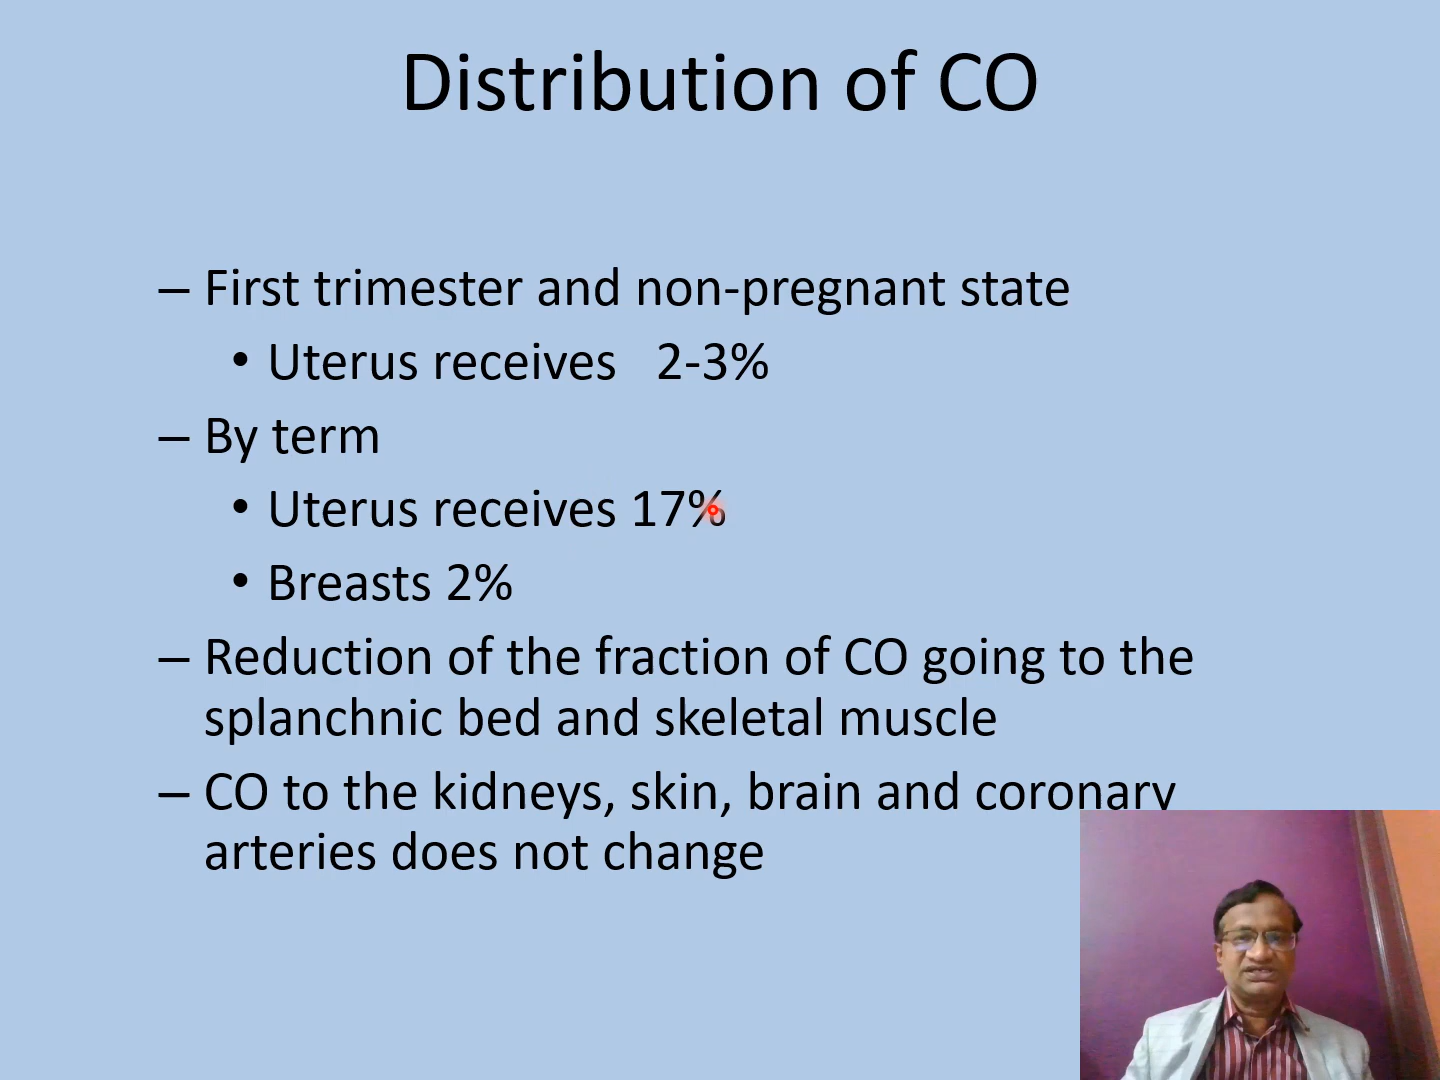 Distribution of CO
– First trimester and non-pregnant state
• Uterus receives 2-3%
– By term
• Uterus receives 17%
• Breasts 2%
– Reduction of the fraction of CO going to the
splanchnic bed and skeletal muscle
– CO to the kidneys, skin, brain and coronary
arteries does not change